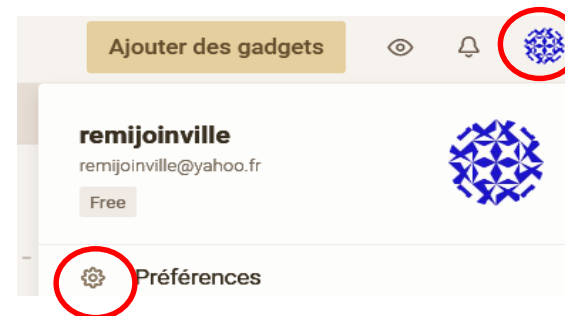 Ajouter des gadgets
remijoinville
remijoinville@yahoo.fr
Free
Préférences